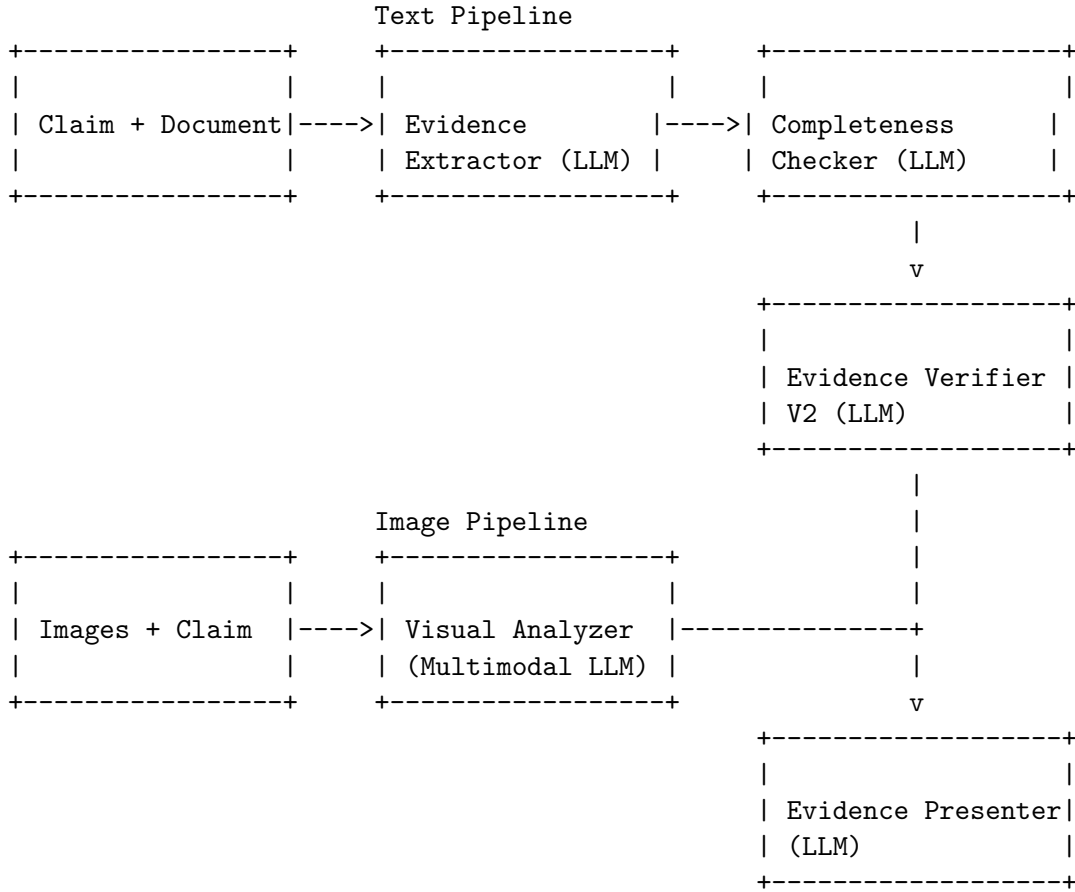 Text Pipeline
Claim + Document
Evidence
Extractor (LLM)
Completeness
Checker (LLM)
Evidence Verifier
V2 (LLM)
Image Pipeline
Images + Claim
Visual Analyzer
(Multimodal LLM)
Evidence Presenter
(LLM)